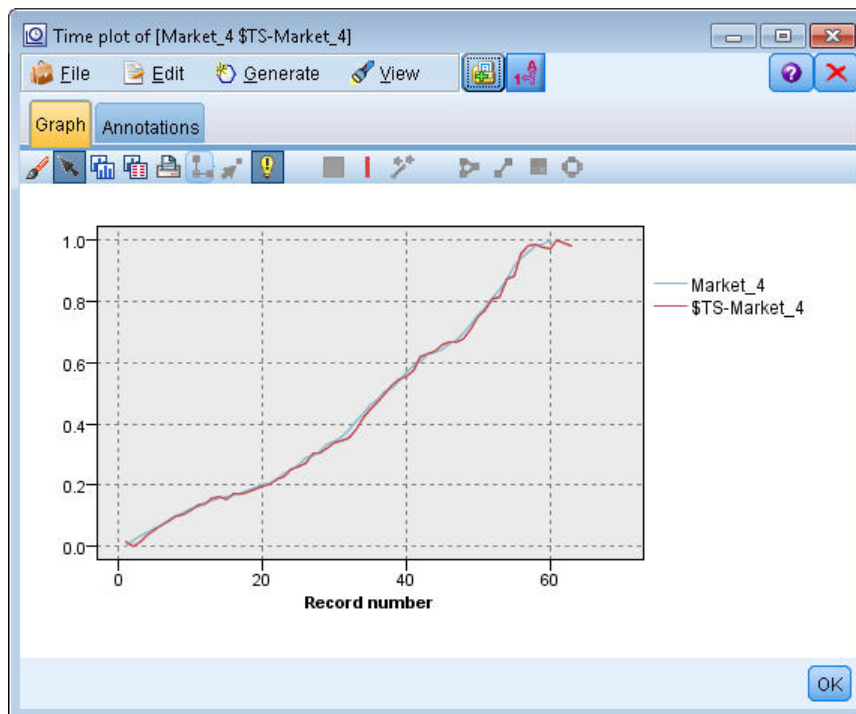 Time plot of [Market_4 $TS-Market_4]
File Edit Generate View
Graph Annotations
1.0
0.8
0.6
0.4
0.2
0.0
0 20 40 60
Record number
Market_4
$TS-Market_4
OK